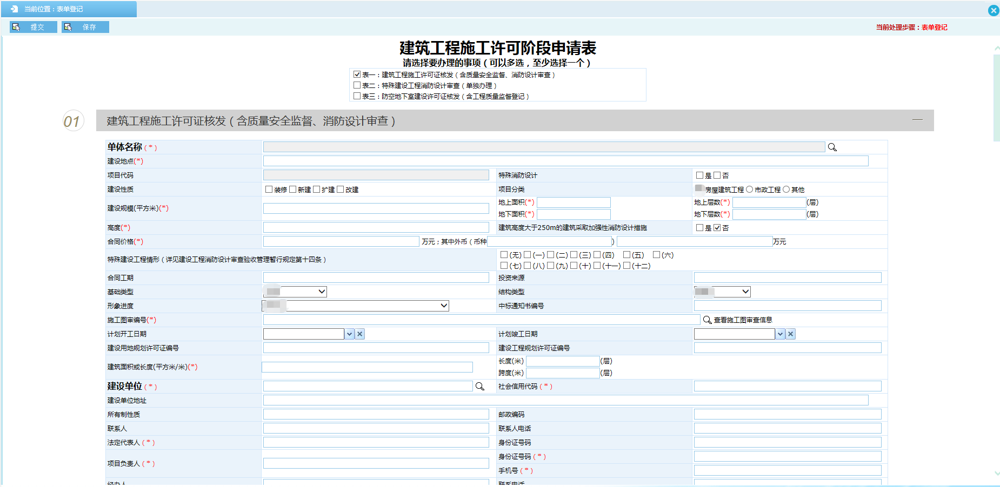 当前位置：表单登记
提交 保存 当前处理步骤：表单登记
建筑工程施工许可阶段申请表
请选择要办理的事项（可以多选，至少选择一个）
表一：建筑工程施工许可证核发（含质量安全监督、消防设计审查）
表二：特殊建设工程消防设计审查（单独办理）
表三：防空地下室建设许可证核发（含工程质量监督登记）
01 建筑工程施工许可证核发（含质量安全监督、消防设计审查）
单体名称（*）
建设地点(*)
项目代码 特殊消防设计 是 否
建设性质 装修 新建 扩建 改建 项目分类 房屋建筑工程 市政工程 其他
建设规模(平方米)(*) 地上面积(*) 地上层数(*) (层)
地下面积(*) 地下层数(*) (层)
高度(*) 建筑高度大于250m的建筑采取加强性消防设计措施 是 否
合同价格(*) 万元；其中外币（币种 ) 万元
特殊建设工程情形（详见建设工程消防设计审查验收管理暂行规定第十四条） (无) (一) (二) (三) (四) (五) (六)
(七) (八) (九) (十) (十一) (十二)
合同工期 投资来源
基础类型 结构类型
形象进度 中标通知书编号
施工图审编号(*) 查看施工图审查信息
计划开工日期 计划竣工日期
建设用地规划许可证编号 建设工程规划许可证编号
建筑面积或长度(平方米/米)(*) 长度(米) (层)
跨度(米) (层)
建设单位（*） 社会信用代码（*）
建设单位地址
所有制性质 邮政编码
联系人 联系人电话
法定代表人（*） 身份证号码
项目负责人（*） 身份证号码（*）
手机号（*）
经办人 联系电话